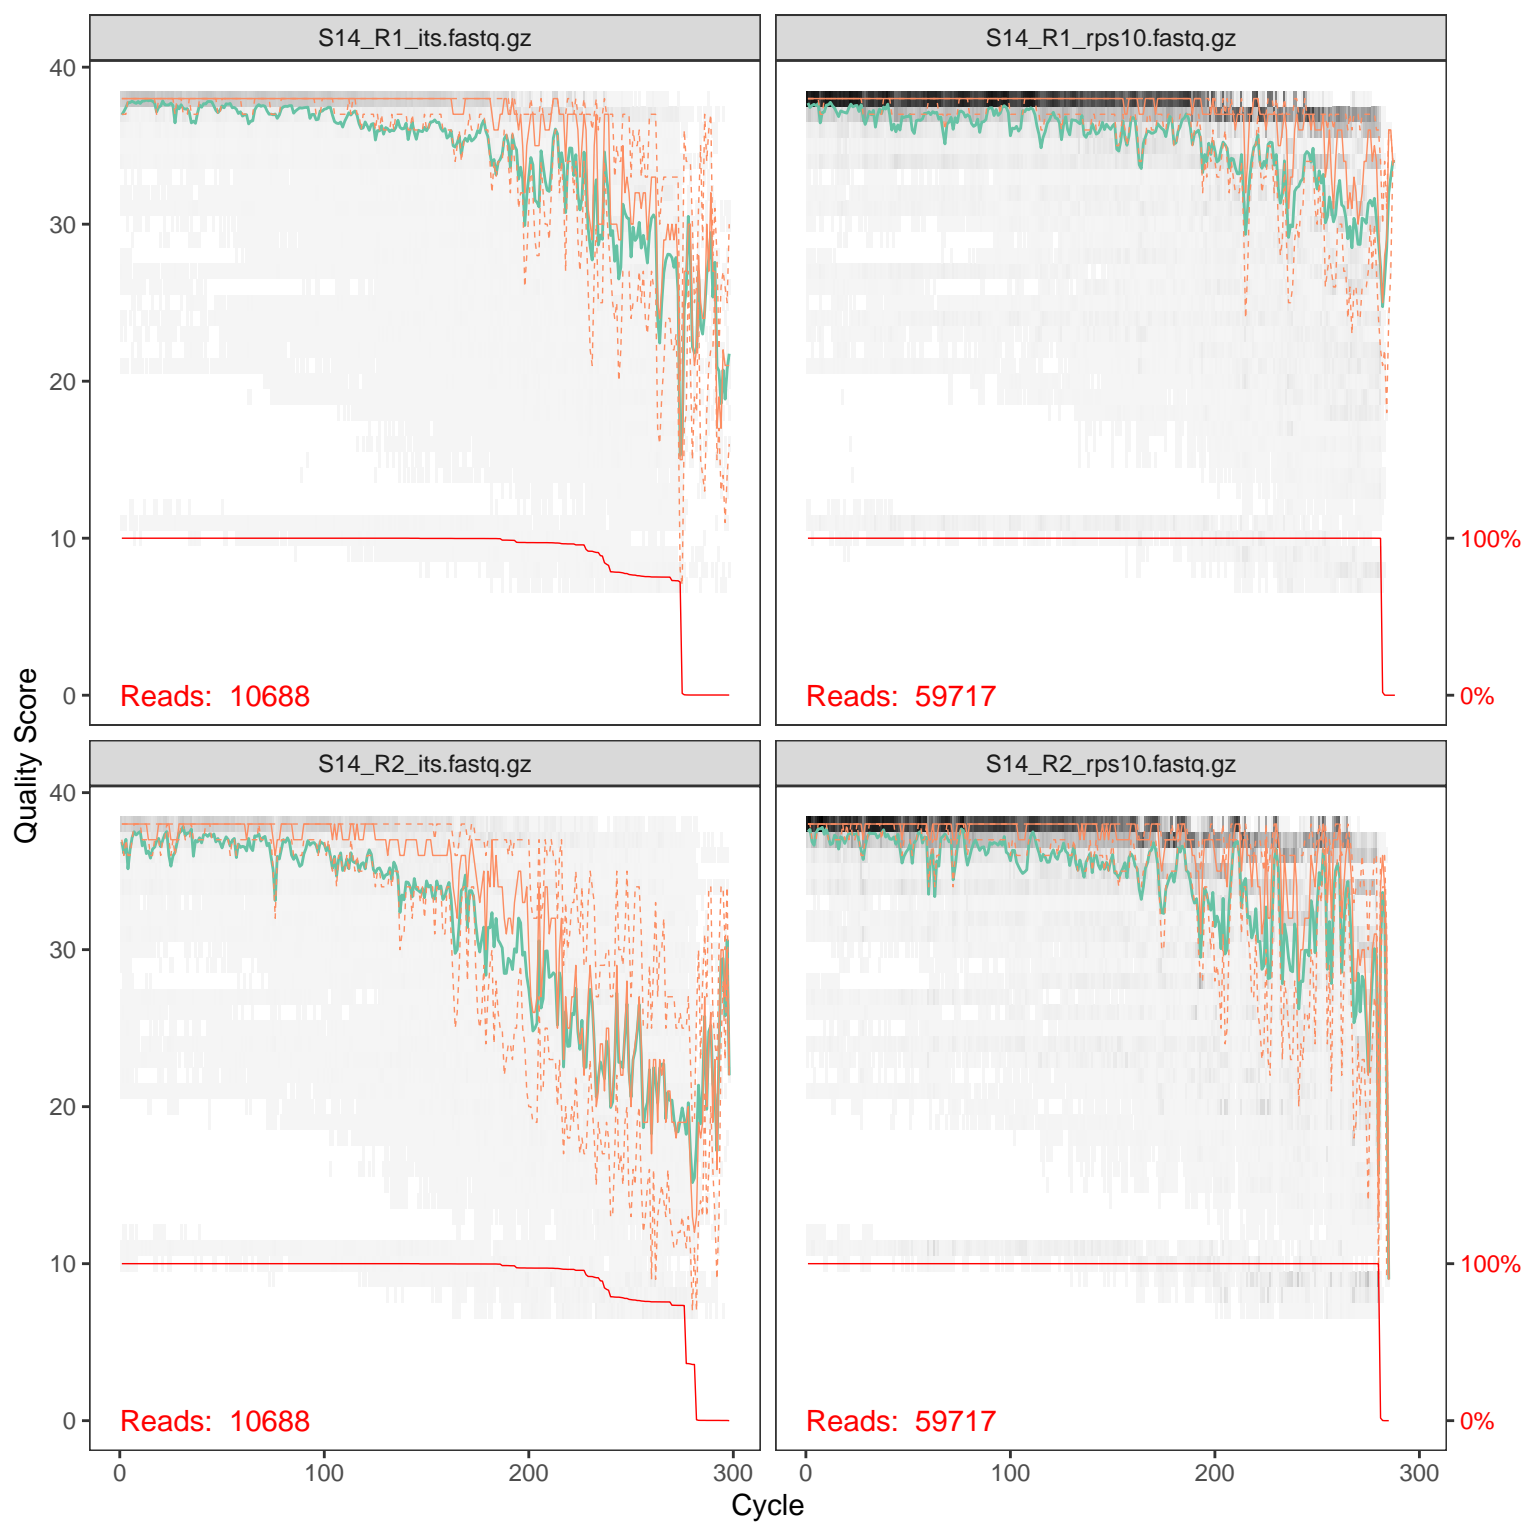 S14_R1_its.fastq.gz
S14_R1_rps10.fastq.gz
40
30
20
10
0
Reads: 10688
Reads: 59717
100%
0%
Quality Score
S14_R2_its.fastq.gz
S14_R2_rps10.fastq.gz
40
30
20
10
0
Reads: 10688
Reads: 59717
100%
0%
0 100 200 300
0 100 200 300
Cycle